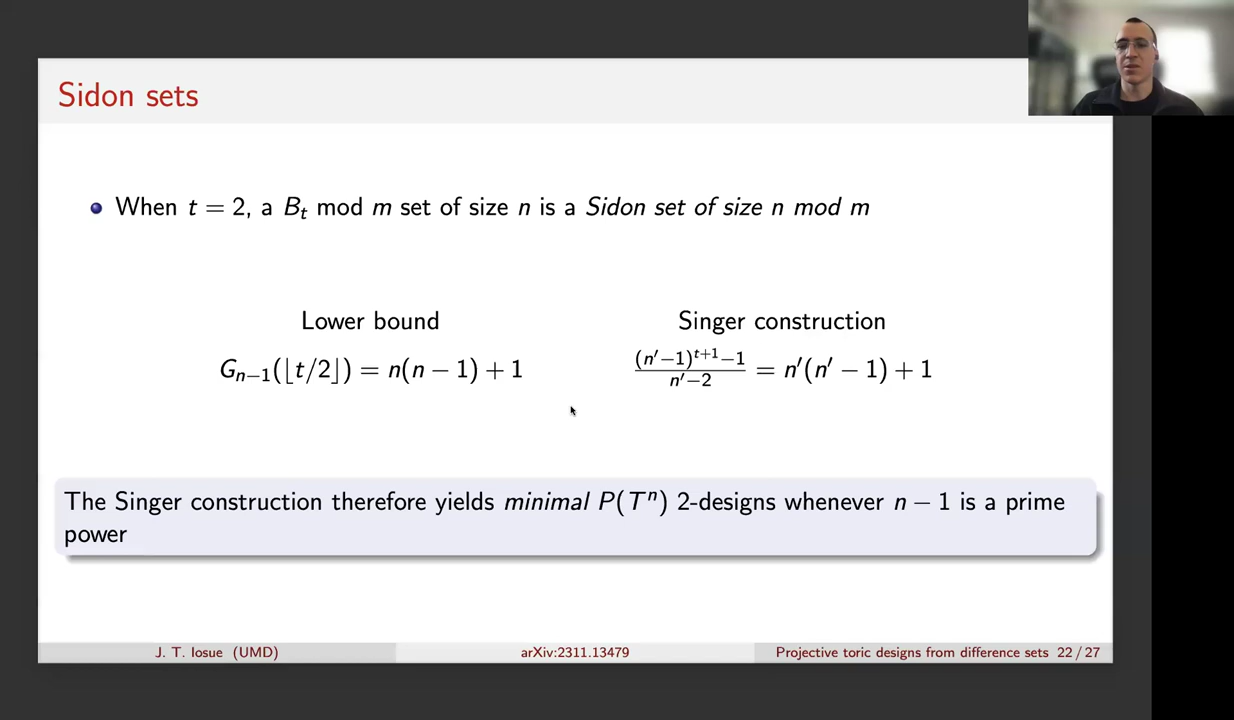 Sidon sets
When t = 2, a B_t mod m set of size n is a Sidon set of size n mod m
Lower bound
Singer construction
G_{n−1}(⌊t/2⌋) = n(n − 1) + 1
\frac{(n′−1)^{t+1}−1}{n′−2} = n′(n′ − 1) + 1
The Singer construction therefore yields minimal P(T^n) 2-designs whenever n − 1 is a prime
power
J. T. Iosue (UMD)
arXiv:2311.13479
Projective toric designs from difference sets 22 / 27